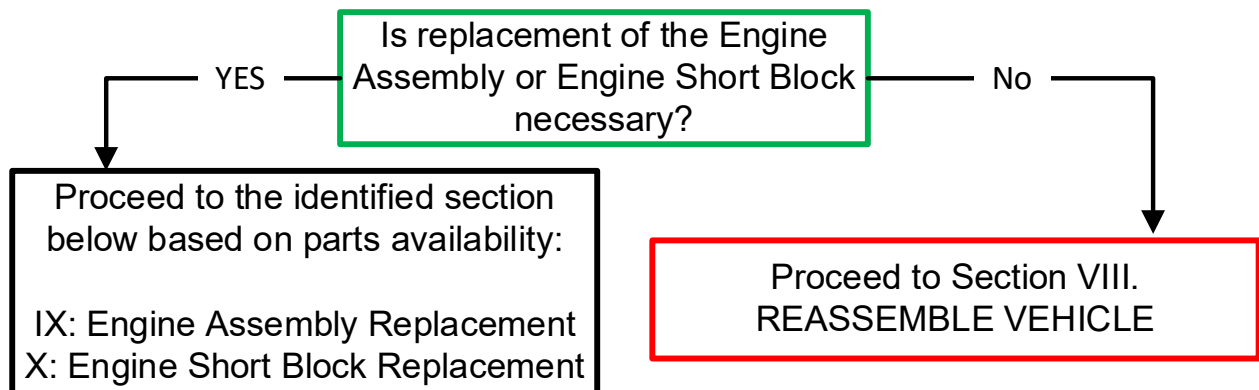 Is replacement of the Engine
Assembly or Engine Short Block
necessary?
YES
No
Proceed to the identified section
below based on parts availability:
IX: Engine Assembly Replacement
X: Engine Short Block Replacement
Proceed to Section VIII.
REASSEMBLE VEHICLE